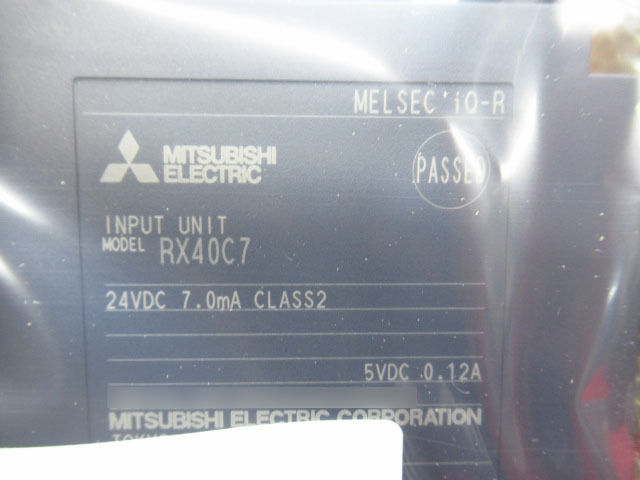 MELSEC iQ-R
MITSUBISHI
ELECTRIC
PASSED
INPUT UNIT
MODEL RX40C7
24VDC 7.0mA CLASS2
5VDC 0.12A
MITSUBISHI ELECTRIC CORPORATION